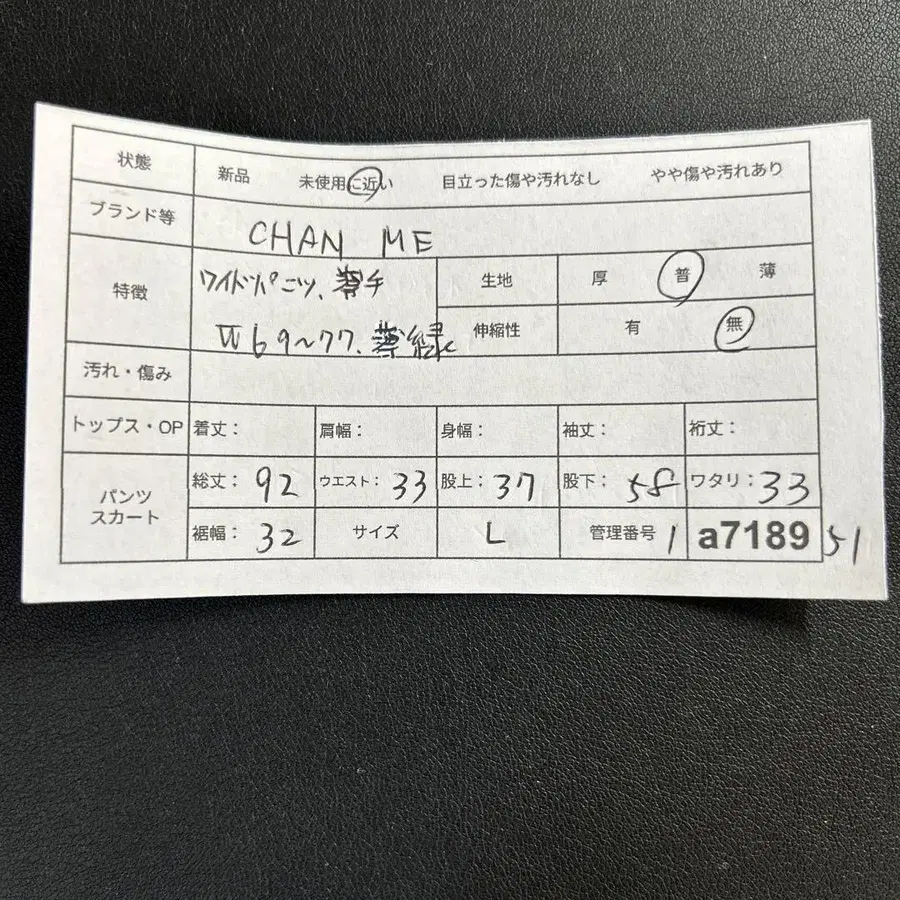 状態 新品 未使用に近い 目立った傷や汚れなし やや傷や汚れあり
ブランド等 CHAN ME
特徴 ワイドパンツ、薄手 生地 厚 普 薄
W69〜77、薄緑 伸縮性 有 無
汚れ・傷み
トップス・OP 着丈： 肩幅： 身幅： 袖丈： 裄丈：
パンツ スカート 総丈：92 ウエスト：33 股上：37 股下：58 ワタリ：33
裾幅：32 サイズ L 管理番号 1 a7189 51